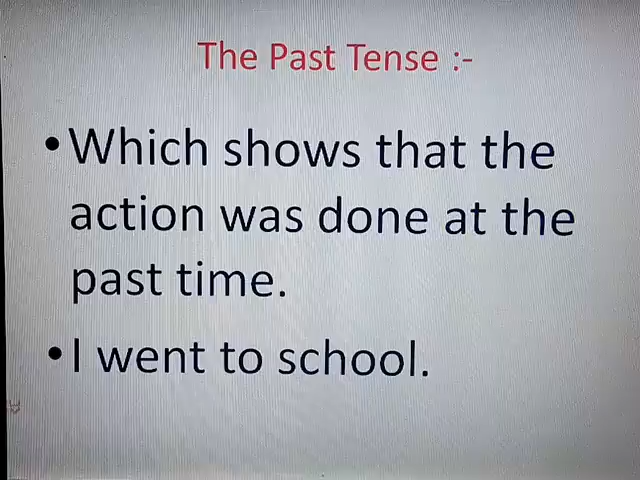 The Past Tense :-
•Which shows that the
action was done at the
past time.
•I went to school.